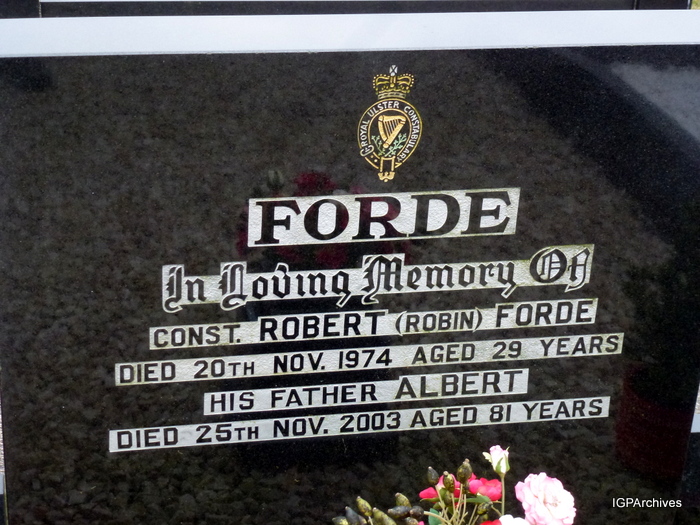 ROYAL ULSTER CONSTABULARY
FORDE
In Loving Memory Of
CONST. ROBERT (ROBIN) FORDE
DIED 20TH NOV. 1974 AGED 29 YEARS
HIS FATHER ALBERT
DIED 25TH NOV. 2003 AGED 81 YEARS
IGPArchives